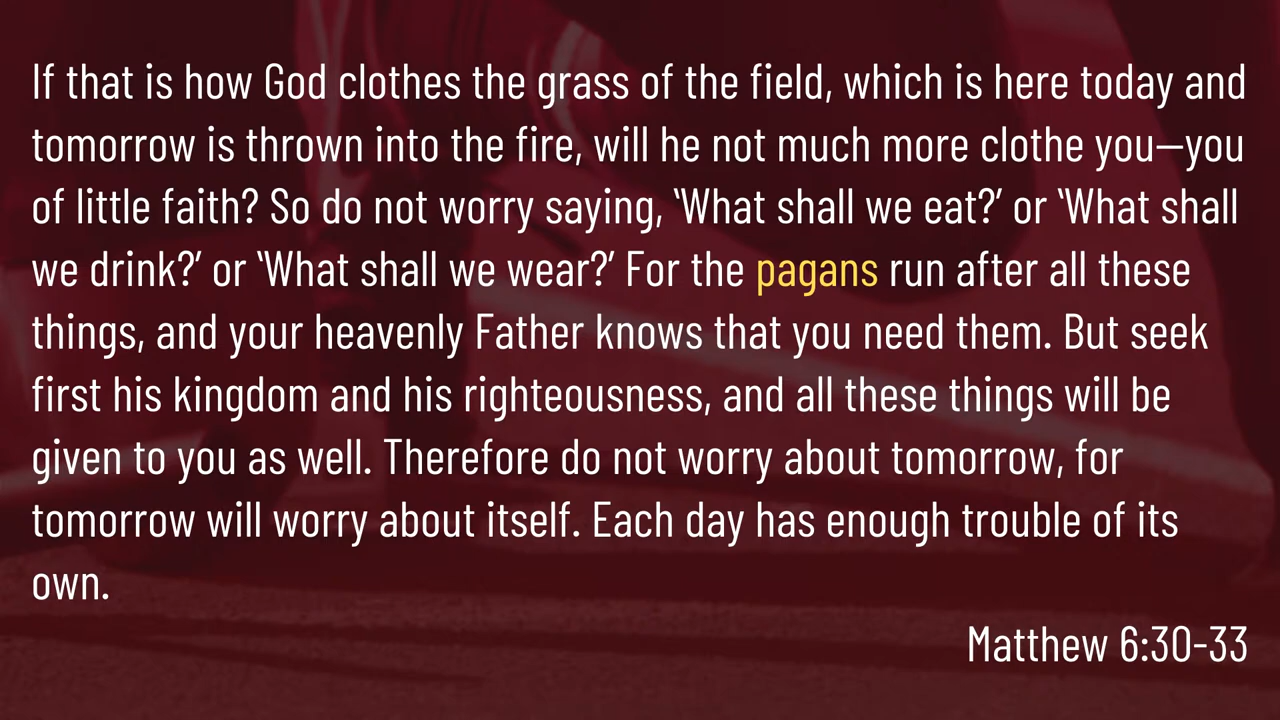 If that is how God clothes the grass of the field, which is here today and
tomorrow is thrown into the fire, will he not much more clothe you—you
of little faith? So do not worry saying, ‘What shall we eat?’ or ‘What shall
we drink?’ or ‘What shall we wear?’ For the pagans run after all these
things, and your heavenly Father knows that you need them. But seek
first his kingdom and his righteousness, and all these things will be
given to you as well. Therefore do not worry about tomorrow, for
tomorrow will worry about itself. Each day has enough trouble of its
own.
Matthew 6:30-33